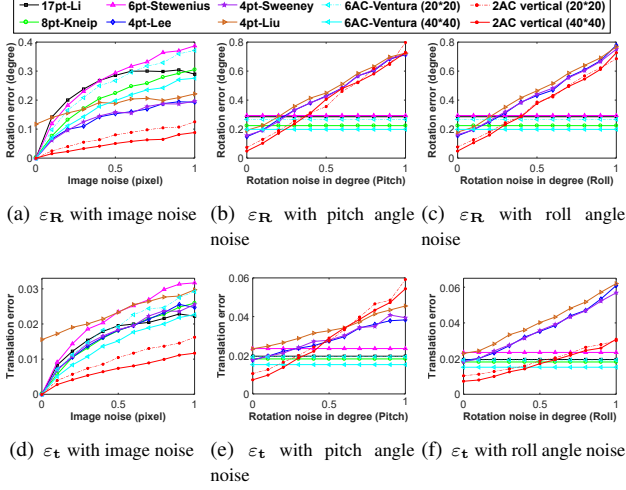 17pt-Li 6pt-Stewenius 4pt-Sweeney 6AC-Ventura (20*20) 2AC vertical (20*20)
8pt-Kneip 4pt-Lee 4pt-Liu 6AC-Ventura (40*40) 2AC vertical (40*40)
Rotation error (degree)
0.4
0.3
0.2
0.1
0
0 0.5 1
Image noise (pixel)
Rotation error (degree)
0.8
0.6
0.4
0.2
0
0 0.5 1
Rotation noise in degree (Pitch)
Rotation error (degree)
0.8
0.6
0.4
0.2
0
0 0.5 1
Rotation noise in degree (Roll)
(a) εR with image noise
(b) εR with pitch angle
noise
(c) εR with roll angle
noise
Translation error
0.03
0.02
0.01
0
0 0.5 1
Image noise (pixel)
Translation error
0.06
0.04
0.02
0
0 0.5 1
Rotation noise in degree (Pitch)
Translation error
0.06
0.04
0.02
0
0 0.5 1
Rotation noise in degree (Roll)
(d) εt with image noise
(e) εt with pitch angle
noise
(f) εt with roll angle noise